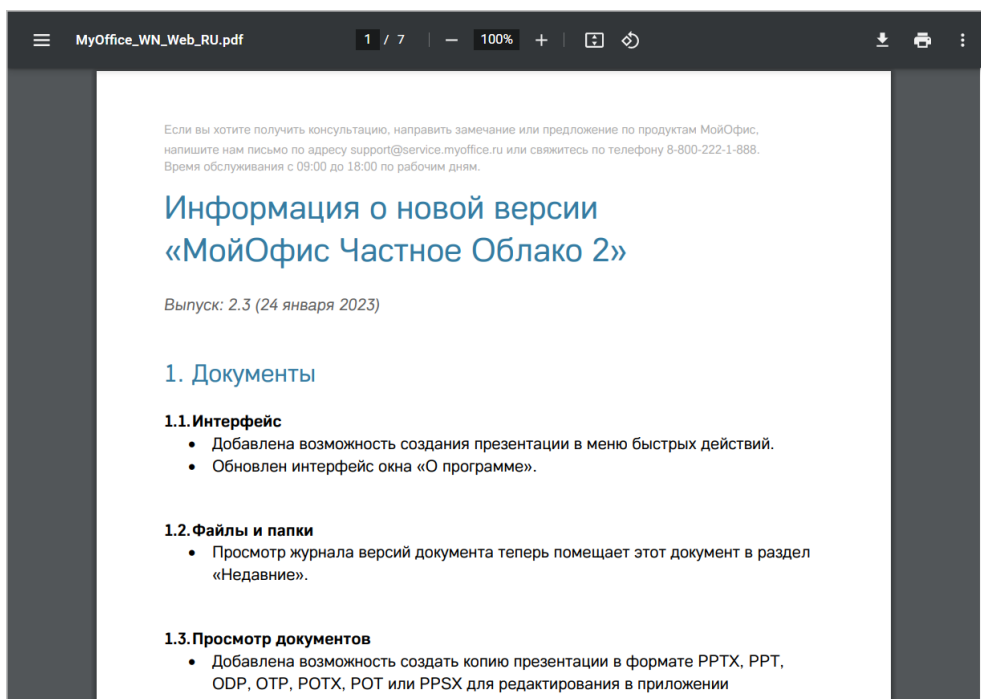 MyOffice_WN_Web_RU.pdf 1 / 7 100%
Если вы хотите получить консультацию, направить замечание или предложение по продуктам МойОфис,
напишите нам письмо по адресу support@service.myoffice.ru или свяжитесь по телефону 8-800-222-1-888.
Время обслуживания с 09:00 до 18:00 по рабочим дням.
Информация о новой версии
«МойОфис Частное Облако 2»
Выпуск: 2.3 (24 января 2023)
1. Документы
1.1. Интерфейс
• Добавлена возможность создания презентации в меню быстрых действий.
• Обновлен интерфейс окна «О программе».
1.2. Файлы и папки
• Просмотр журнала версий документа теперь помещает этот документ в раздел
«Недавние».
1.3. Просмотр документов
• Добавлена возможность создать копию презентации в формате PPTX, PPT,
ODP, OTP, POTX, POT или PPSX для редактирования в приложении